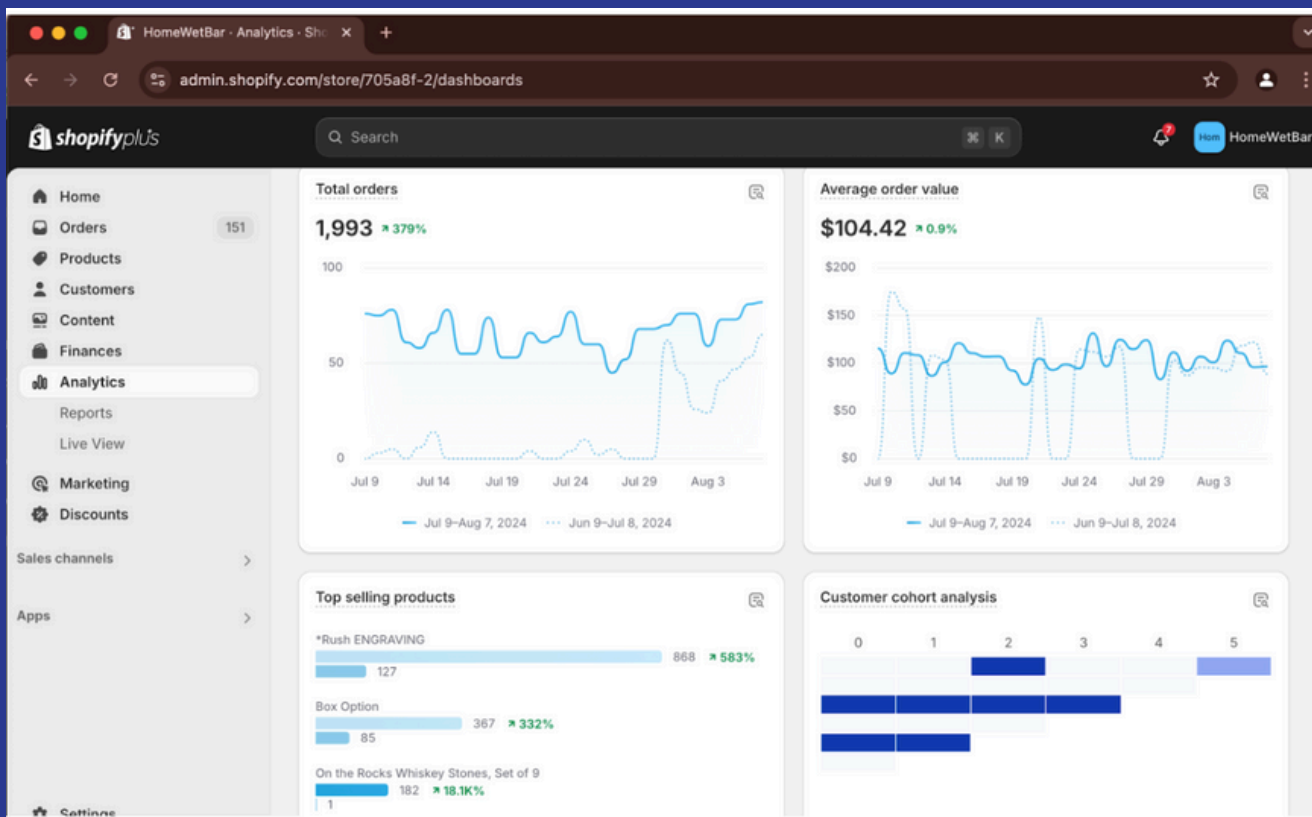 HomeWetBar · Analytics · Sho
admin.shopify.com/store/705a8f-2/dashboards
shopifyplus
Search
⌘ K
7
Hom
HomeWetBar
Home
Orders 151
Products
Customers
Content
Finances
Analytics
Reports
Live View
Marketing
Discounts
Sales channels
Apps
Settings
Total orders
1,993 379%
100
50
0
Jul 9 Jul 14 Jul 19 Jul 24 Jul 29 Aug 3
Jul 9–Aug 7, 2024 Jun 9–Jul 8, 2024
Average order value
$104.42 0.9%
$200
$150
$100
$50
$0
Jul 9 Jul 14 Jul 19 Jul 24 Jul 29 Aug 3
Jul 9–Aug 7, 2024 Jun 9–Jul 8, 2024
Top selling products
*Rush ENGRAVING
868 583%
127
Box Option
367 332%
85
On the Rocks Whiskey Stones, Set of 9
182 18.1K%
1
Customer cohort analysis
0 1 2 3 4 5